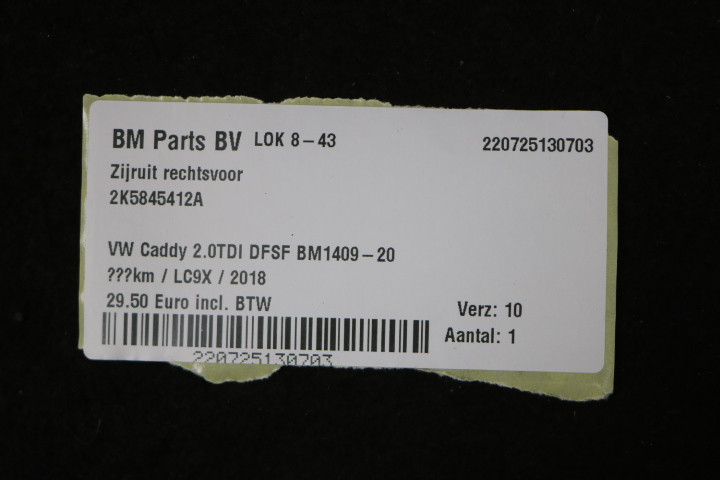 BM Parts BV LOK 8-43 220725130703
Zijruit rechtsvoor
2K5845412A
VW Caddy 2.0TDI DFSF BM1409-20
???km / LC9X / 2018
29.50 Euro incl. BTW
Verz: 10
Aantal: 1
220725130703